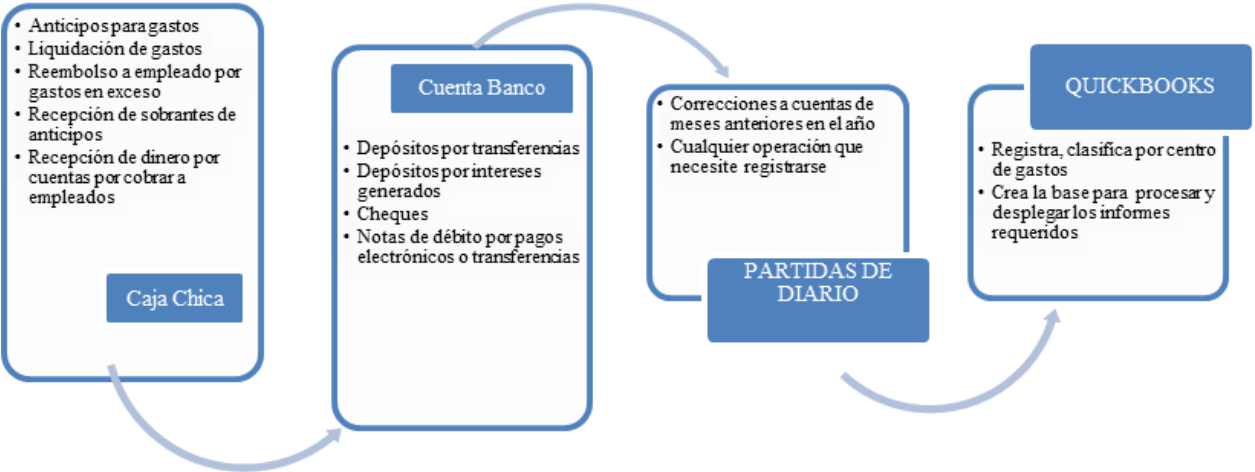 • Anticipos para gastos
• Liquidación de gastos
• Reembolso a empleado por
gastos en exceso
• Recepción de sobrantes de
anticipos
• Recepción de dinero por
cuentas por cobrar a
empleados
Caja Chica
Cuenta Banco
• Depósitos por transferencias
• Depósitos por intereses
generados
• Cheques
• Notas de débito por pagos
electrónicos o transferencias
• Correcciones a cuentas de
meses anteriores en el año
• Cualquier operación que
necesite registrarse
PARTIDAS DE
DIARIO
QUICKBOOKS
• Registra, clasifica por centro
de gastos
• Crea la base para procesar y
desplegar los informes
requeridos